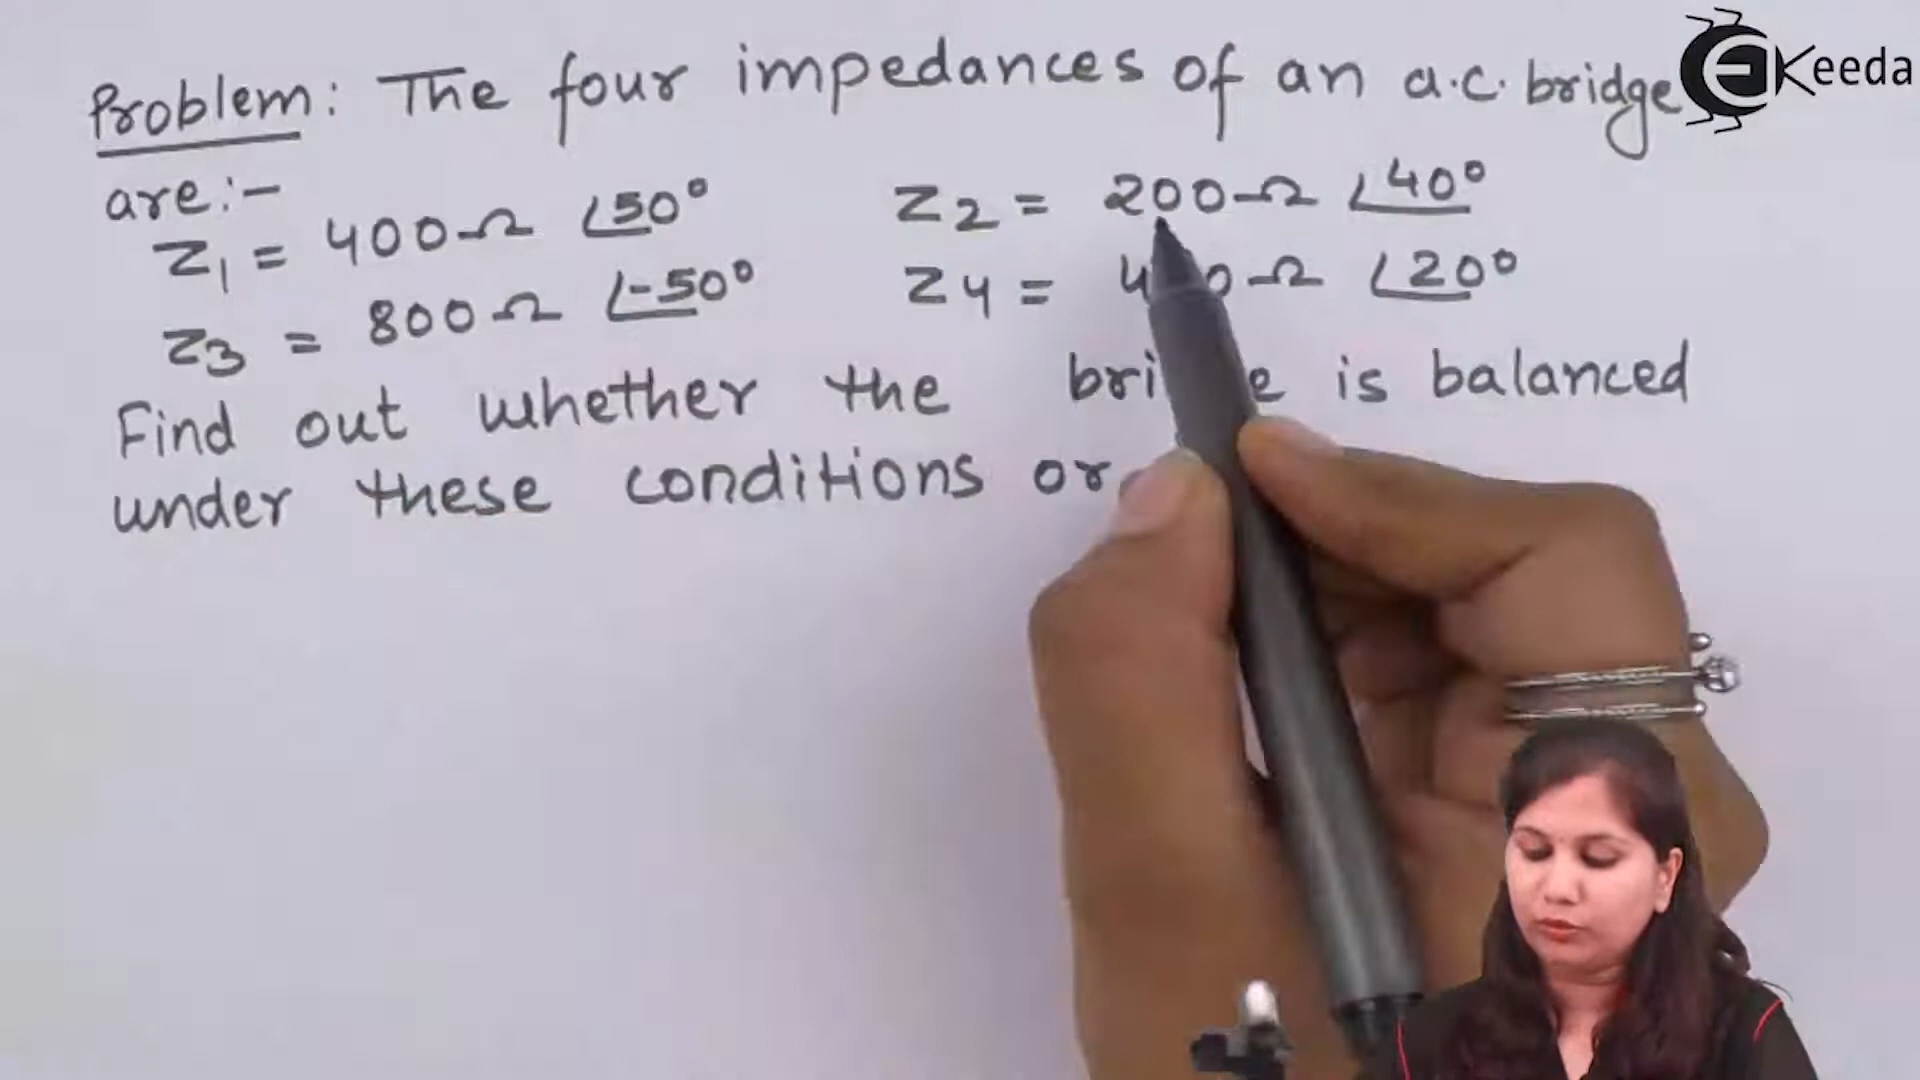 Problem: The four impedances of an a.c. bridge
EKeeda
are:-
Z1 = 400Ω ∠50° Z2 = 200Ω ∠40°
Z3 = 800Ω ∠-50° Z4 = Ω ∠20°
Find out whether the is balanced
under these conditions or